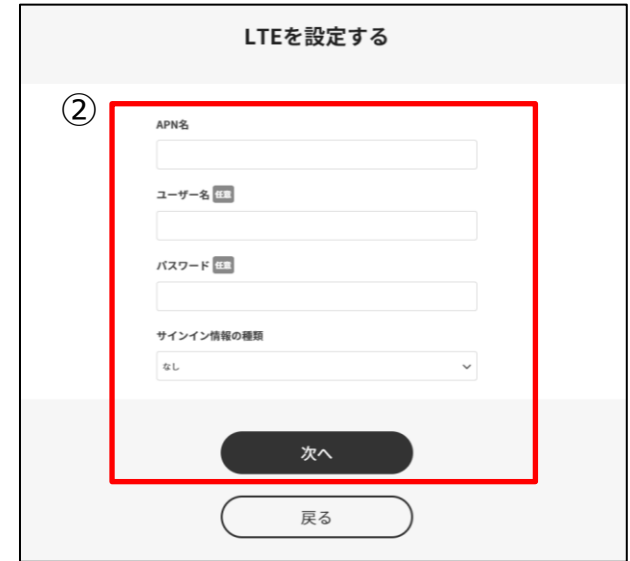 LTEを設定する
②
APN名
ユーザー名 任意
パスワード 任意
サインイン情報の種類
なし
次へ
戻る